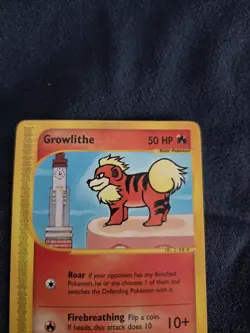 Growlithe 50 HP
Basic Pokémon
Roar If your opponent has any Benched
Pokémon, he or she chooses 1 of them and
switches the Defending Pokémon with it.
Firebreathing Flip a coin.
If heads, this attack does 10 10+